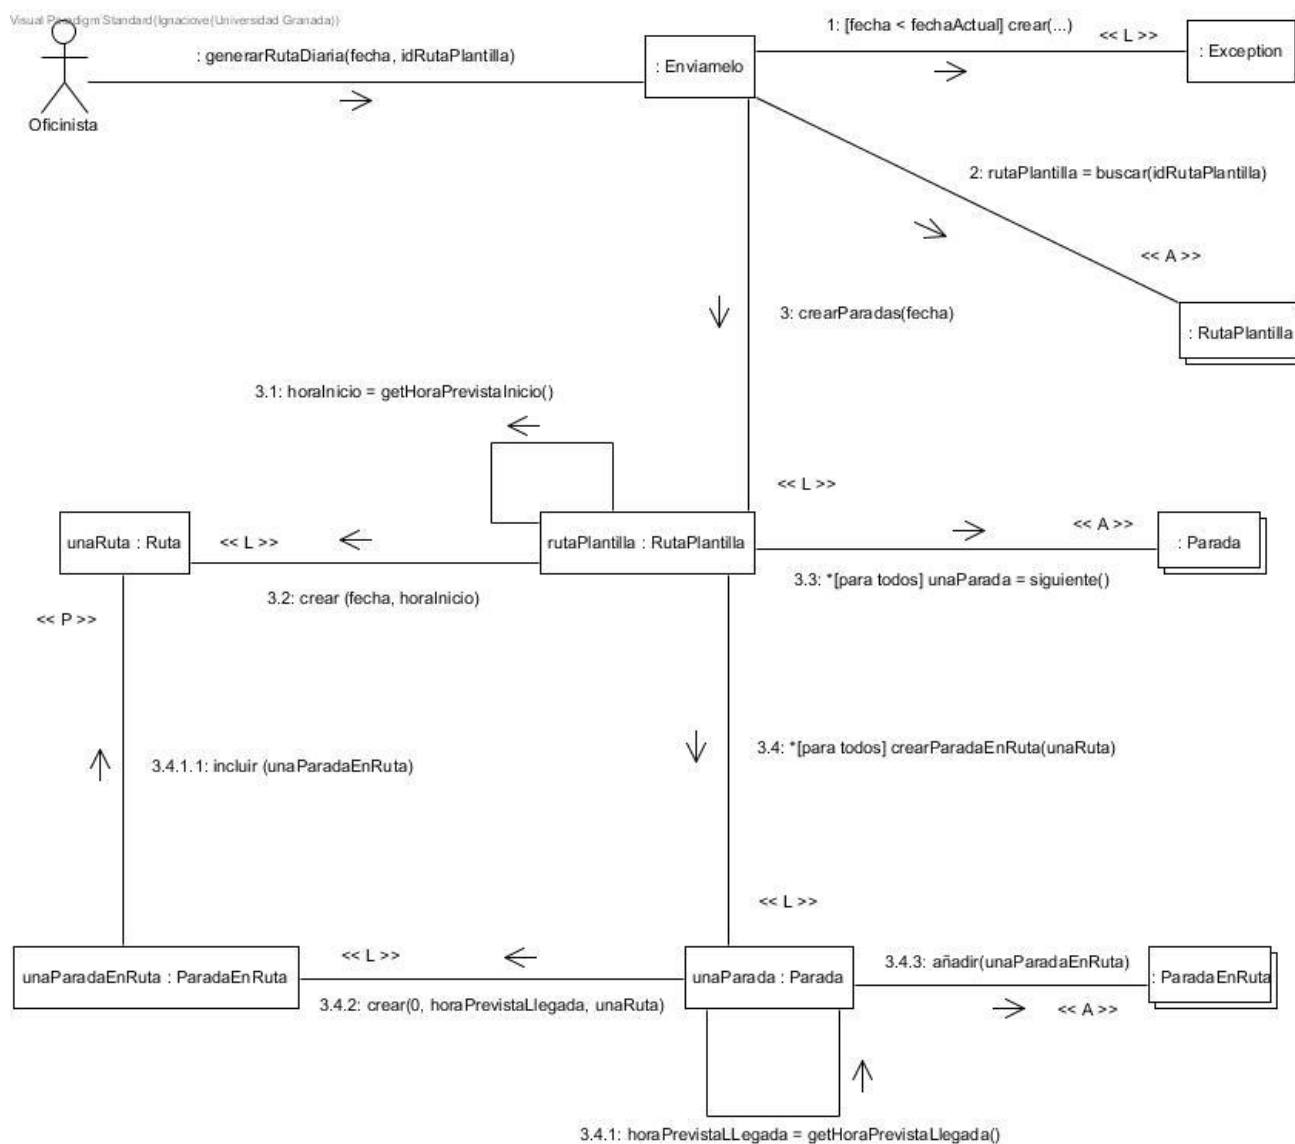 Visual Paradigm Standard(Ignaciove(Universidad Granada))
1: [fecha < fechaActual] crear(...)
<< L >>
: generarRutaDiaria(fecha, idRutaPlantilla)
: Enviamelo
: Exception
Oficinista
2: rutaPlantilla = buscar(idRutaPlantilla)
<< A >>
3: crearParadas(fecha)
: RutaPlantilla
3.1: horaInicio = getHoraPrevistaInicio()
<< L >>
unaRuta : Ruta
<< L >>
rutaPlantilla : RutaPlantilla
<< A >>
: Parada
3.3: *[para todos] unaParada = siguiente()
3.2: crear (fecha, horaInicio)
<< P >>
3.4: *[para todos] crearParadaEnRuta(unaRuta)
3.4.1.1: incluir (unaParadaEnRuta)
<< L >>
<< L >>
3.4.3: añadir(unaParadaEnRuta)
unaParadaEnRuta : ParadaEnRuta
unaParada : Parada
: ParadaEnRuta
3.4.2: crear(0, horaPrevistaLlegada, unaRuta)
<< A >>
3.4.1: horaPrevistaLLegada = getHoraPrevistaLlegada()